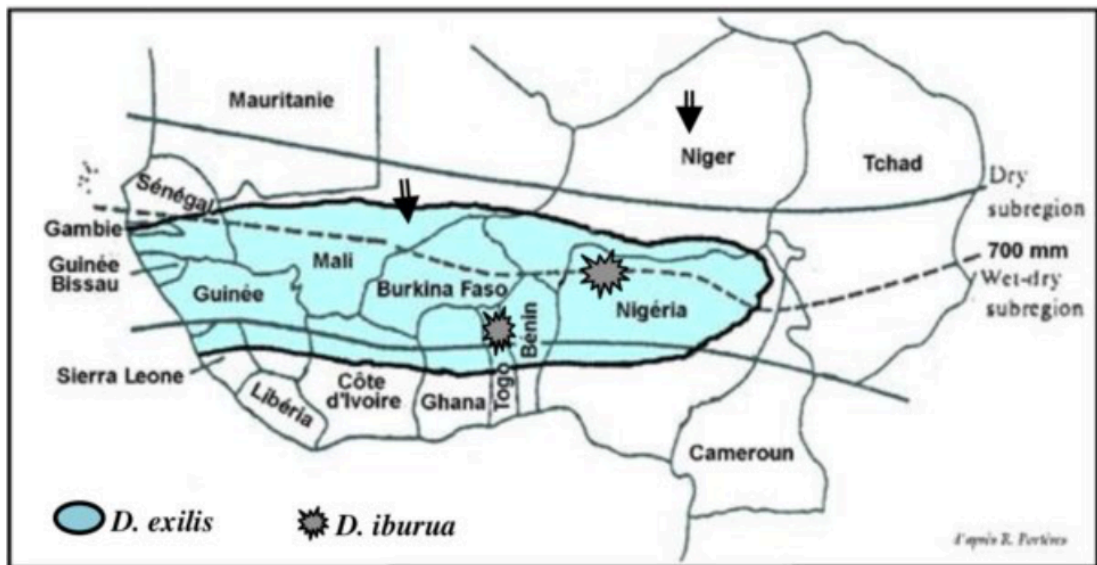 Mauritanie
Niger
Tchad
Sénégal
Dry
subregion
Gambie
700 mm
Mali
Guinée
Bissau
Wet-dry
subregion
Guinée
Burkina Faso
Nigéria
Bénin
Sierra Leone
Libéria
Côte
d'Ivoire
Ghana
Togo
Cameroun
D. exilis
D. iburua
d'après R. Portères